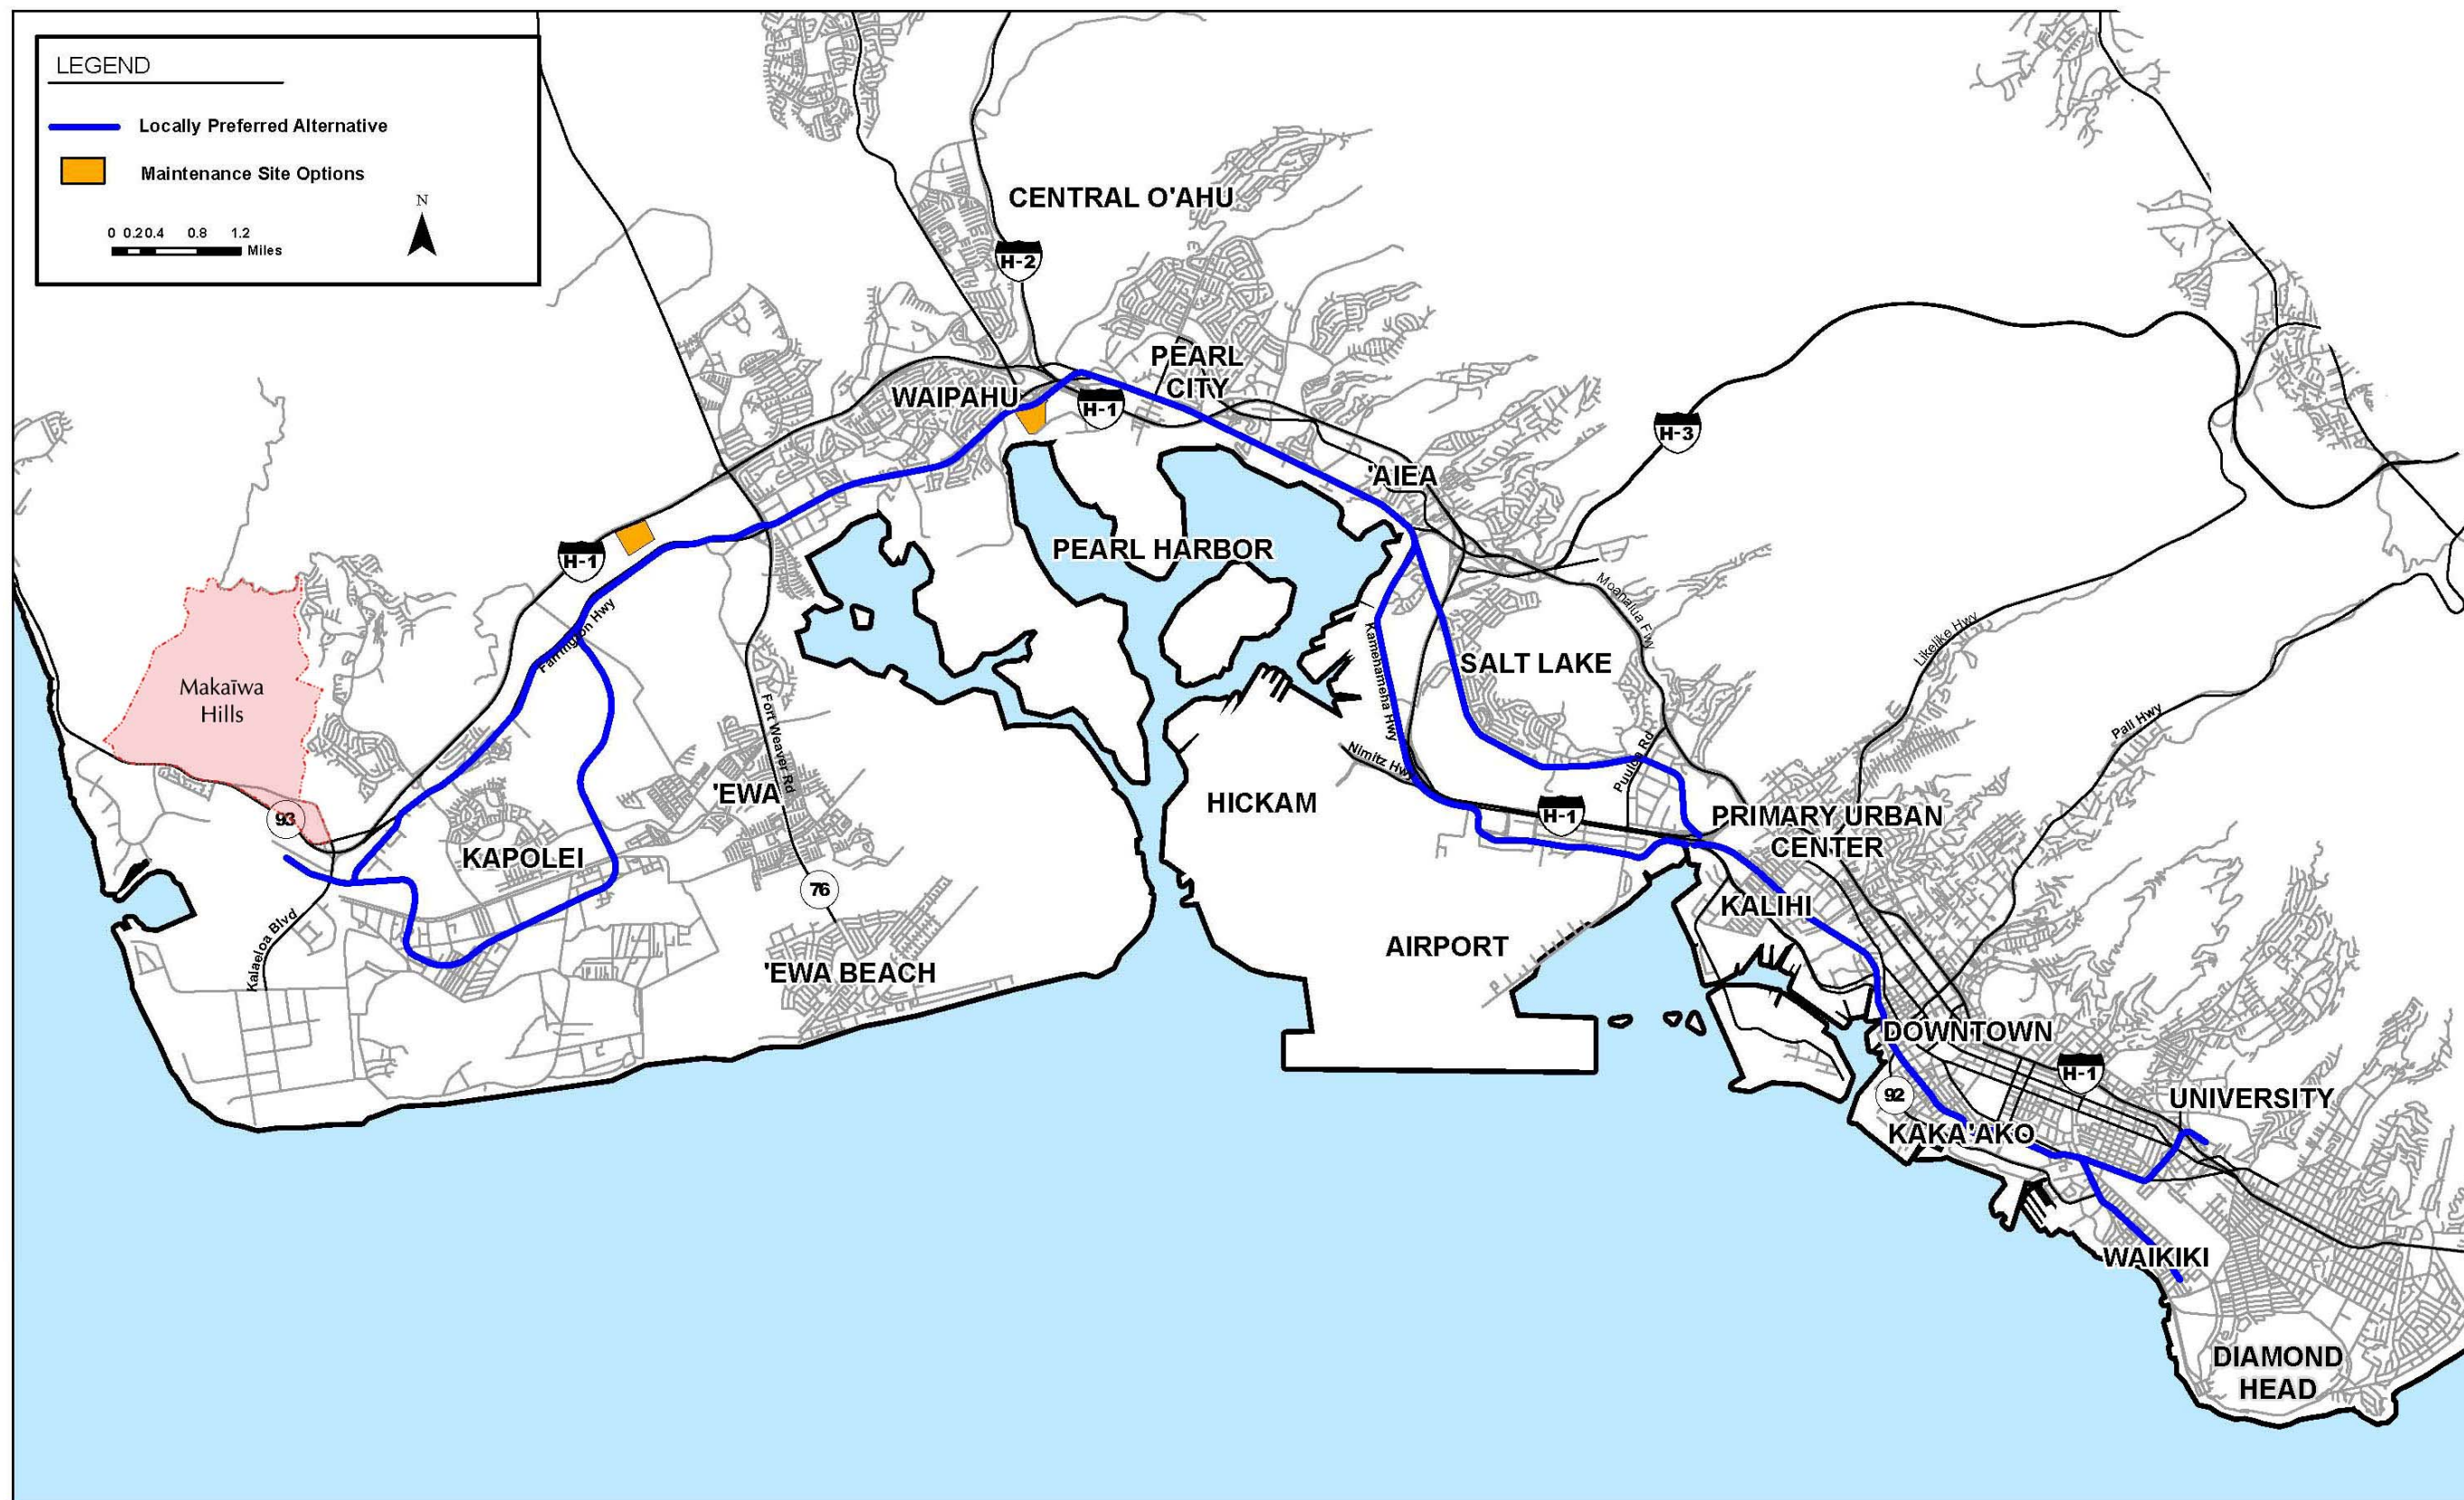 LEGEND
Locally Preferred Alternative
Maintenance Site Options
N
0 0.2 0.4 0.8 1.2
Miles
CENTRAL O'AHU
H-2
PEARL
CITY
WAIPAHU
H-1
H-3
'AIEA
PEARL HARBOR
H-1
Moanalua Fwy
Farrington Hwy
Likelike Hwy
Kamehameha Hwy
SALT LAKE
Makaīwa
Hills
Fort Weaver Rd
Pali Hwy
Nimitz Hwy
Puuloa Rd
'EWA
HICKAM
H-1
93
PRIMARY URBAN
CENTER
KAPOLEI
76
KALIHI
Kalaeloa Blvd
AIRPORT
'EWA BEACH
DOWNTOWN
H-1
92
UNIVERSITY
KAKA'AKO
WAIKIKI
DIAMOND
HEAD